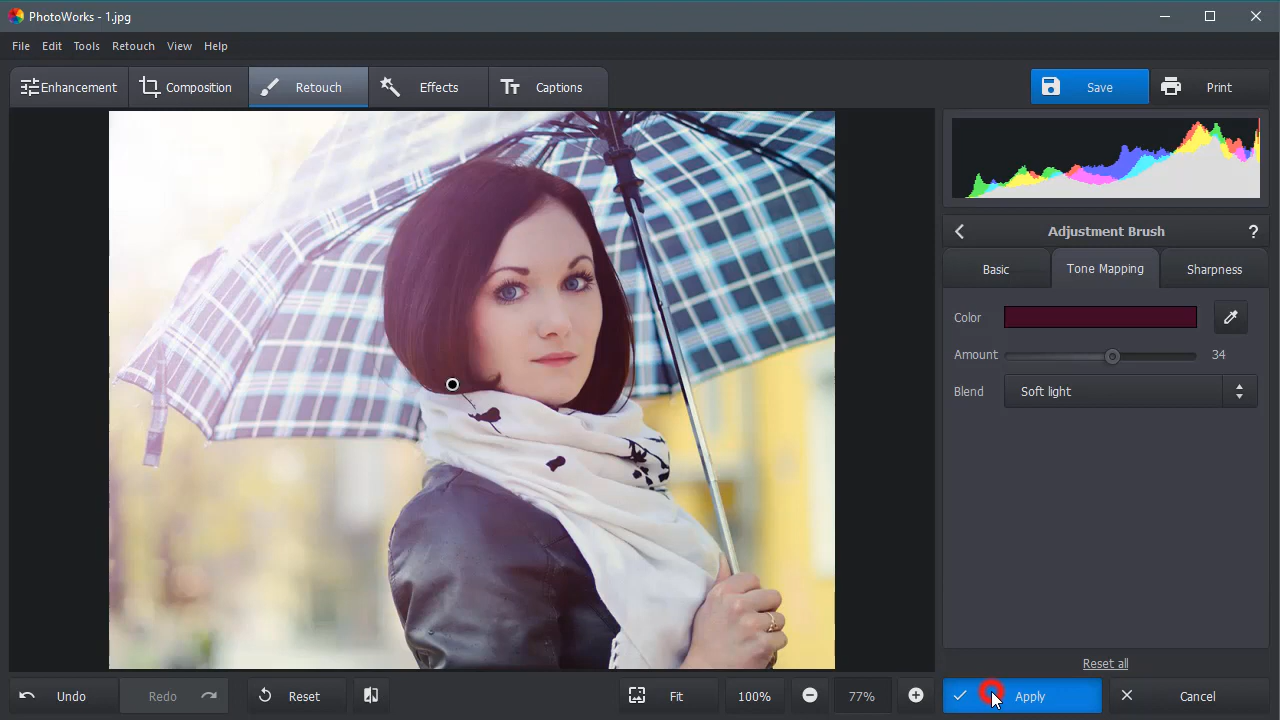 PhotoWorks - 1.jpg
File Edit Tools Retouch View Help
Enhancement Composition Retouch Effects Captions Save Print
Adjustment Brush ?
Basic Tone Mapping Sharpness
Color
Amount 34
Blend Soft light
Reset all
Undo Redo Reset Fit 100% 77% Apply Cancel